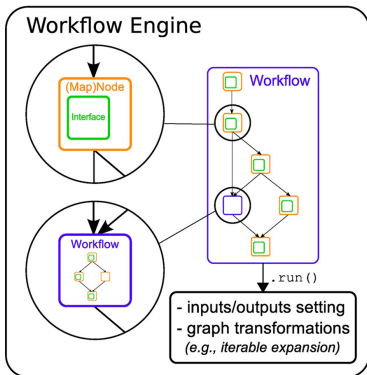 Workflow Engine
(Map)Node
Interface
Workflow
Workflow
.run()
- inputs/outputs setting
- graph transformations
(e.g., iterable expansion)